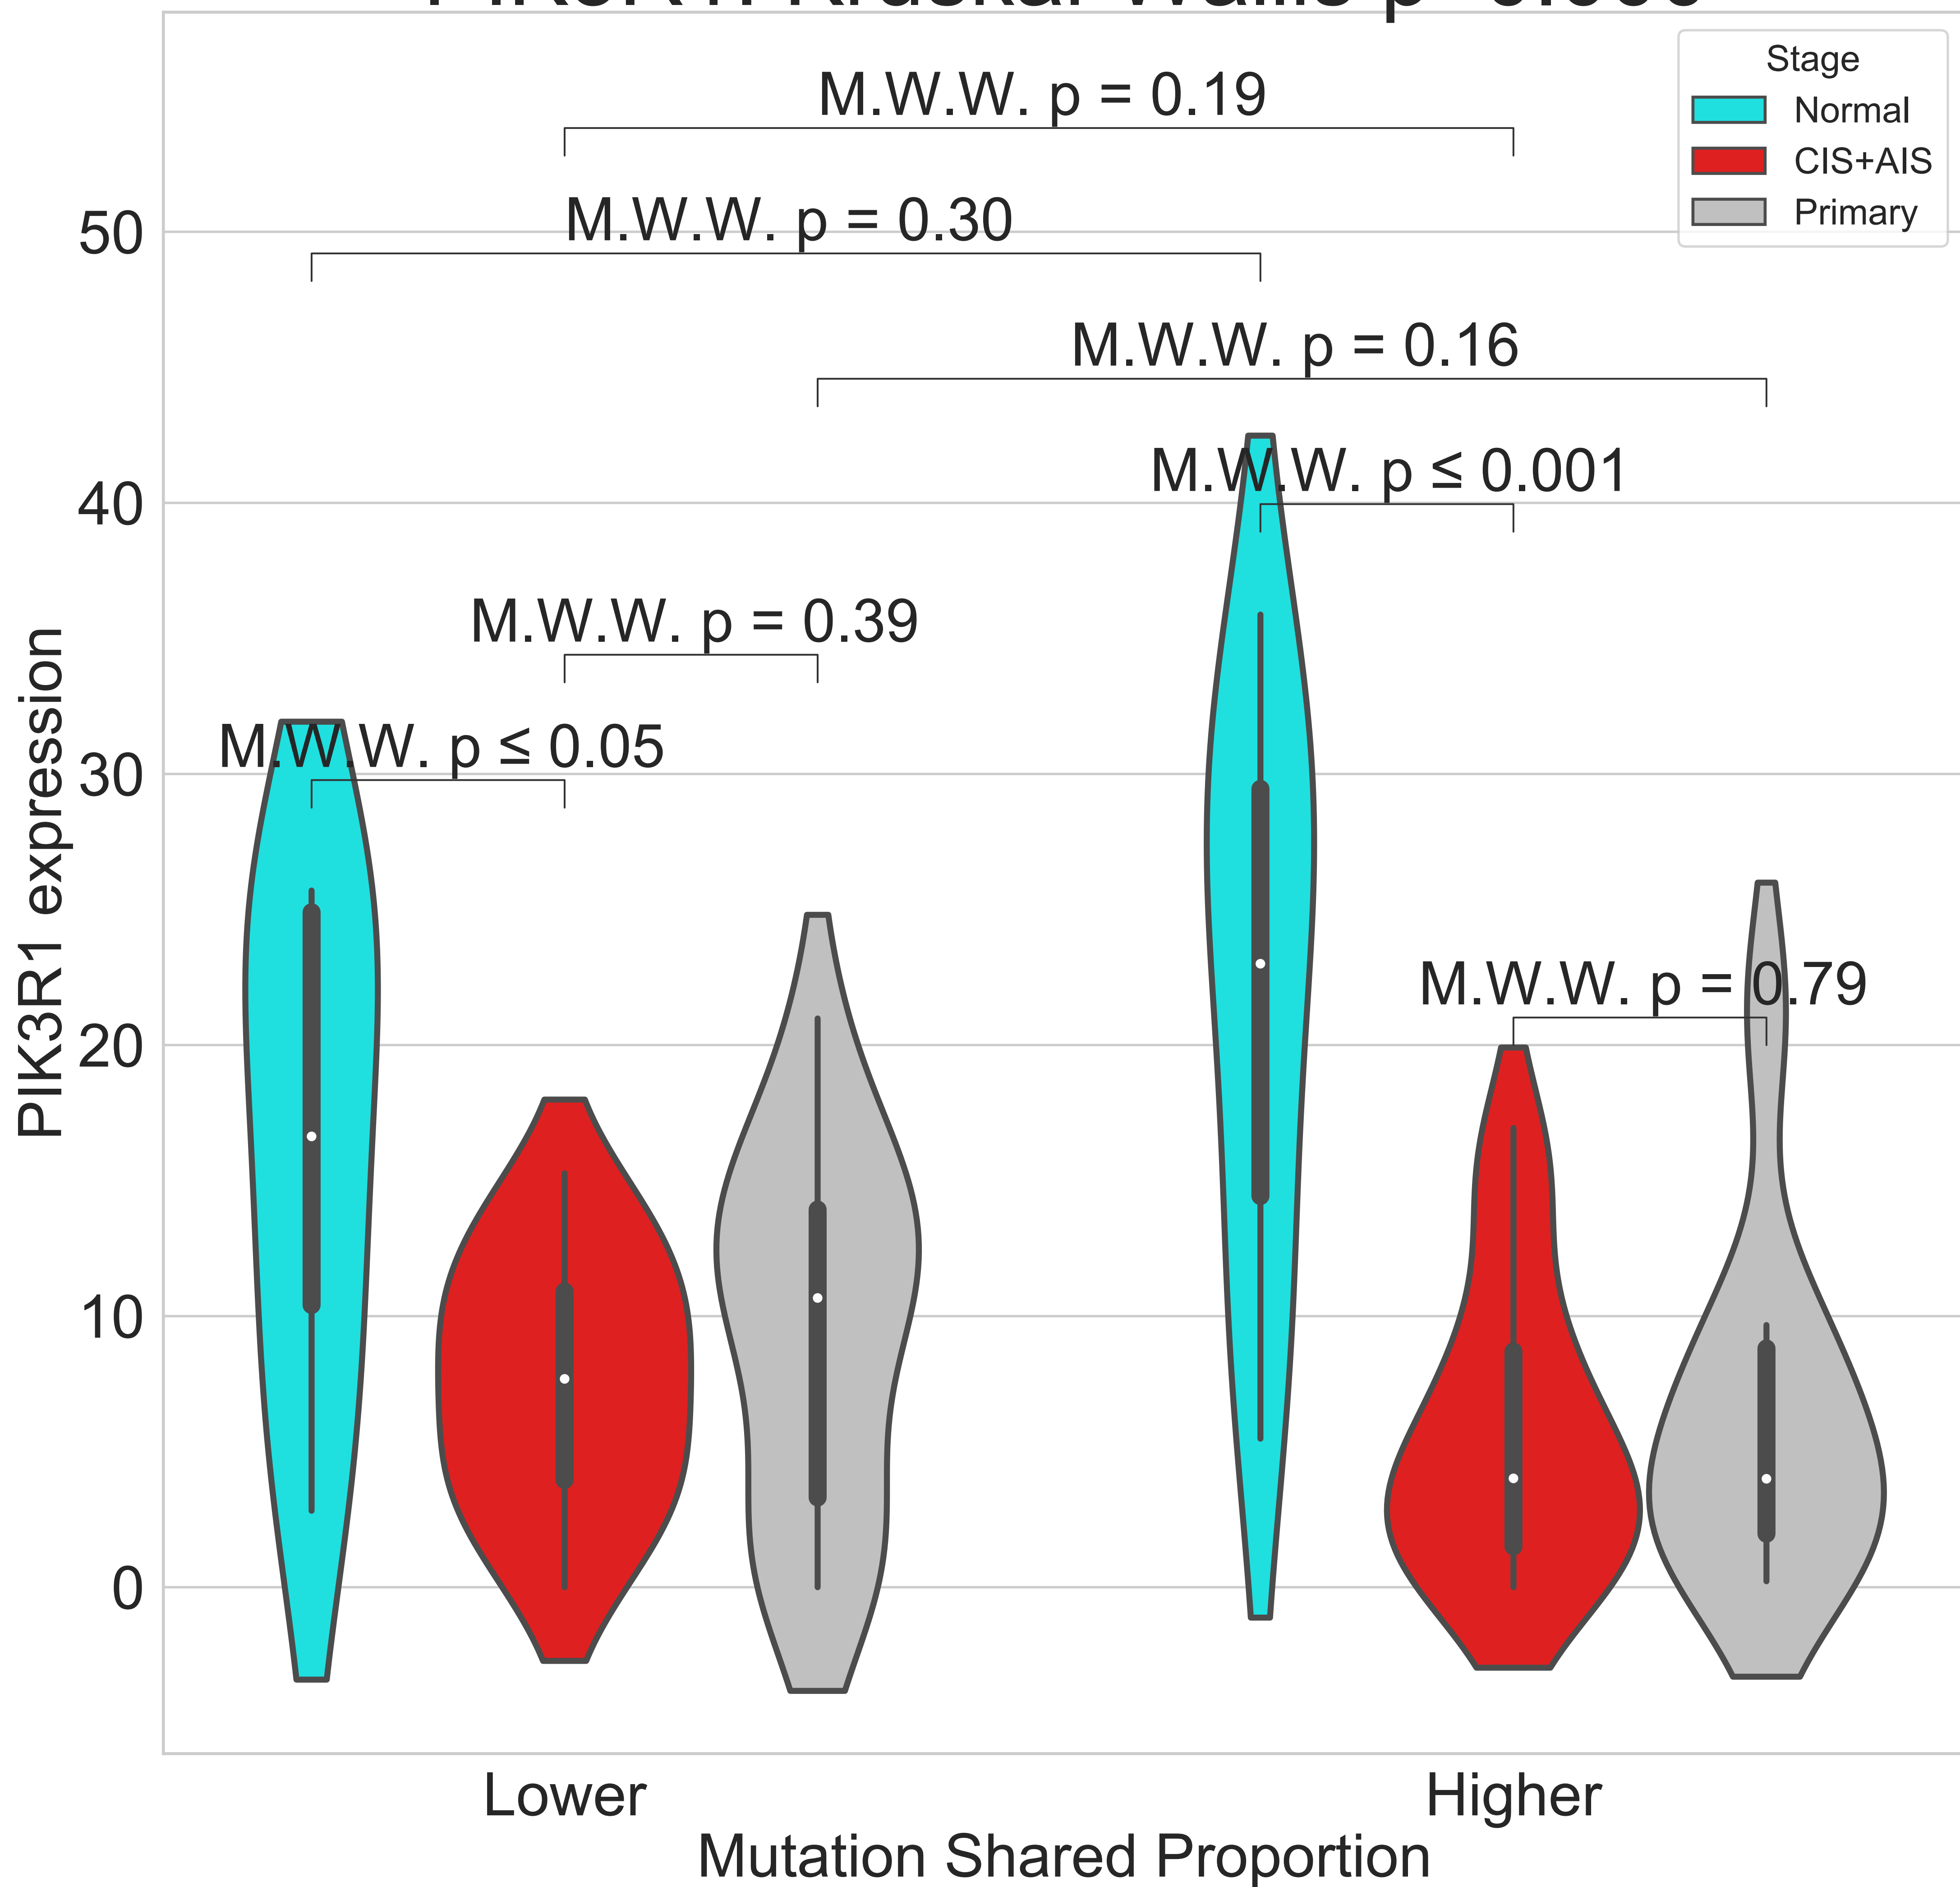 Stage
Normal
CIS+AIS
Primary
M.W.W. p = 0.19
M.W.W. p = 0.30
M.W.W. p = 0.16
M.W.W. p ≤ 0.001
M.W.W. p = 0.39
M.W.W. p ≤ 0.05
M.W.W. p = 0.79
PIK3R1 expression
50
40
30
20
10
0
Lower
Higher
Mutation Shared Proportion